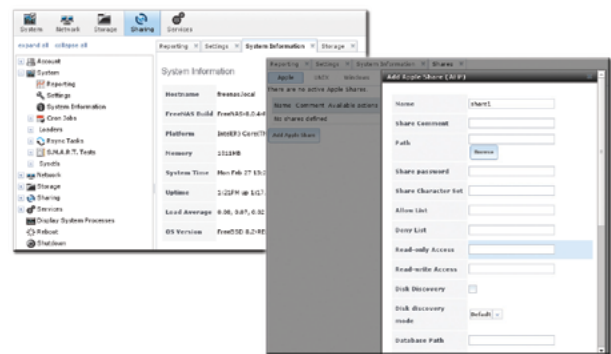 System Network Storage Sharing Services
expand all collapse all
Account
System
Reporting
Settings
System Information
Cron Jobs
Loaders
Rsync Tasks
S.M.A.R.T. Tests
Sysctls
Network
Storage
Sharing
Services
Display System Processes
Reboot
Shutdown
Reporting Settings System Information Storage
System Information
Hostname freenas.local
FreeNAS Build
Platform
Memory
System Time Mon Feb 27
Uptime
Load Average
OS Version
Reporting Settings System Information Shares
Apple UNIX Windows
There are no active Apple Shares.
Name Comment Available actions
No shares defined
Add Apple Share
Add Apple Share (AFP)
Name share1
Share Comment
Path
Browse
Share password
Share Character Set
Allow List
Deny List
Read-only Access
Read-write Access
Disk Discovery
Disk discovery
mode Default
Database Path